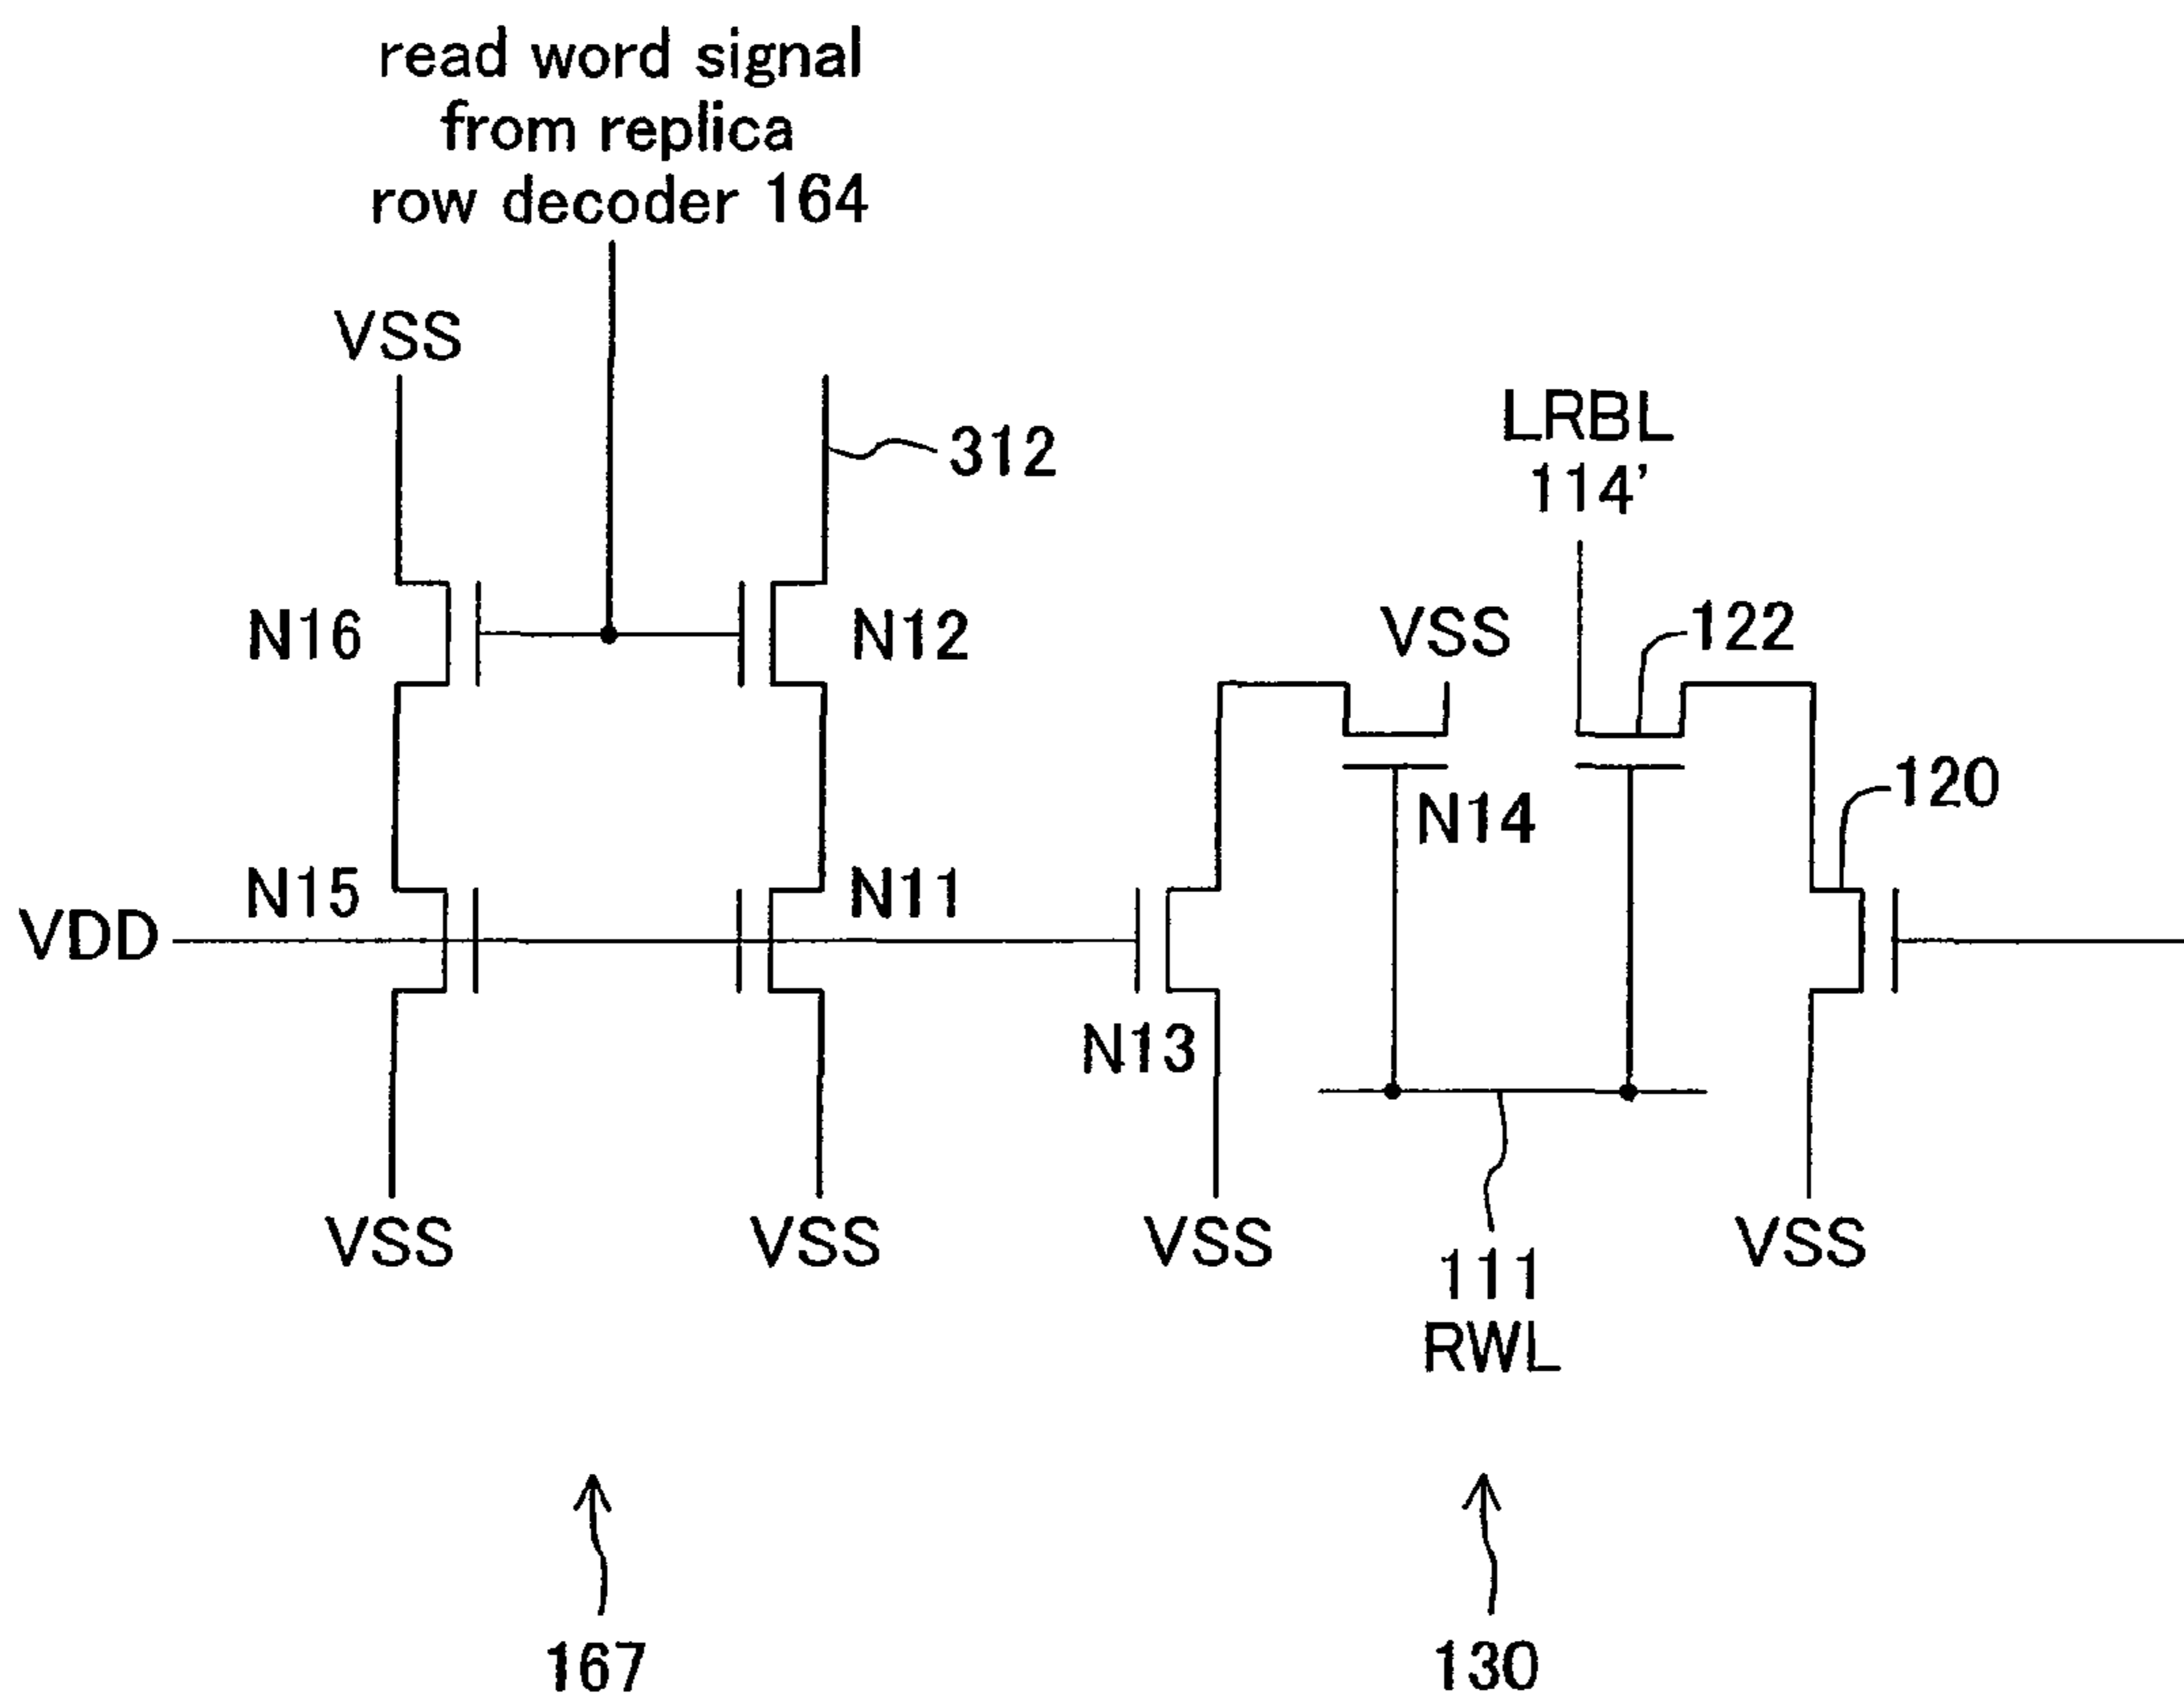 read word signal
from replica
row decoder 164
VSS
312
LRBL
114'
N16
N12
VSS
122
120
N14
N15
N11
VDD
N13
VSS
VSS
VSS
VSS
111
RWL
167
130